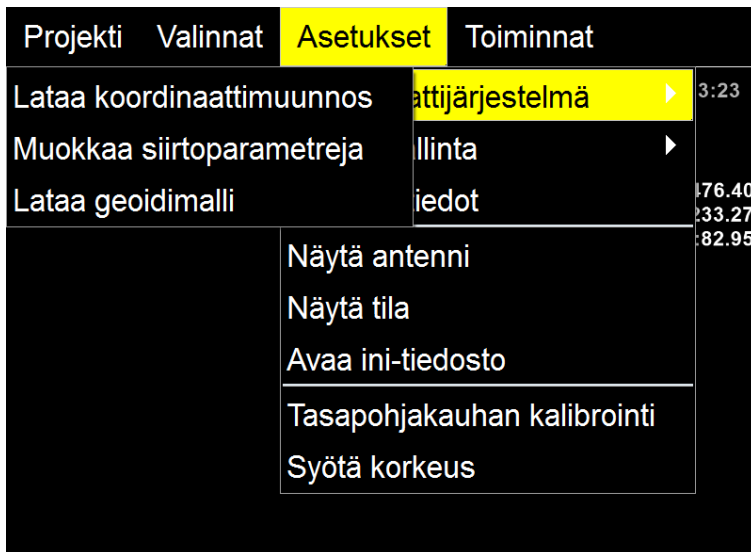 Projekti Valinnat Asetukset Toiminnat
Lataa koordinaattimuunnos
Muokkaa siirtoparametreja
Lataa geoidimalli
attijärjestelmä
llinta
iedot
Näytä antenni
Näytä tila
Avaa ini-tiedosto
Tasapohjakauhan kalibrointi
Syötä korkeus
3:23
476.40
233.27
:82.95